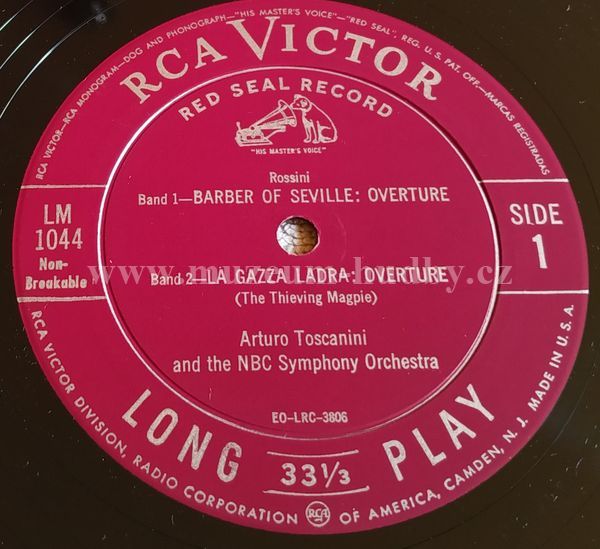 RCA VICTOR—RCA MONOGRAM—DOG AND PHONOGRAPH—"HIS MASTER'S VOICE"—"RED SEAL", REG. U. S. PAT. OFF.—MARCAS REGISTRADAS
RCA VICTOR
RED SEAL RECORD
"HIS MASTER'S VOICE"
Rossini
Band 1—BARBER OF SEVILLE: OVERTURE
LM
1044
Non-
Breakable
SIDE
1
www.muzeum-hudby.cz
Band 2—LA GAZZA LADRA: OVERTURE
(The Thieving Magpie)
Arturo Toscanini
and the NBC Symphony Orchestra
EO-LRC-3806
LONG 33⅓ PLAY
RCA VICTOR DIVISION, RADIO CORPORATION RCA OF AMERICA, CAMDEN, N. J. MADE IN U.S.A.